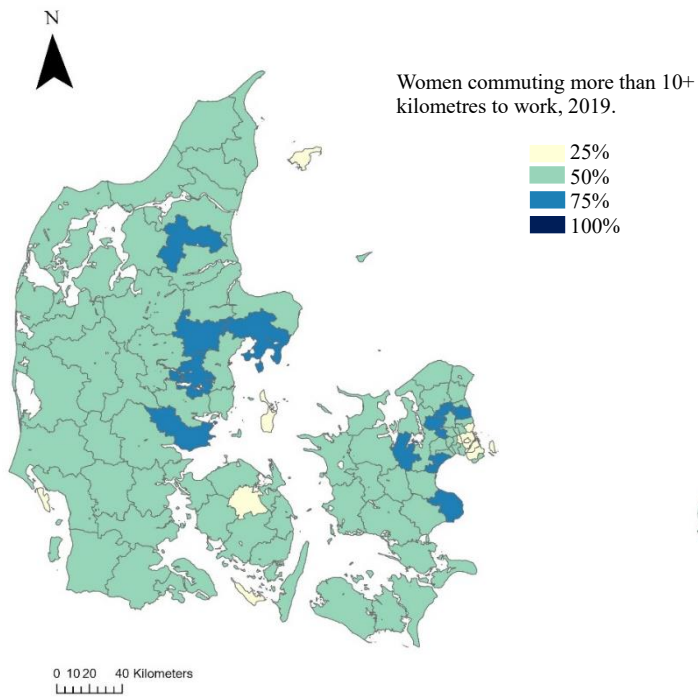 N
Women commuting more than 10+
kilometres to work, 2019.
25%
50%
75%
100%
0 10 20 40 Kilometers